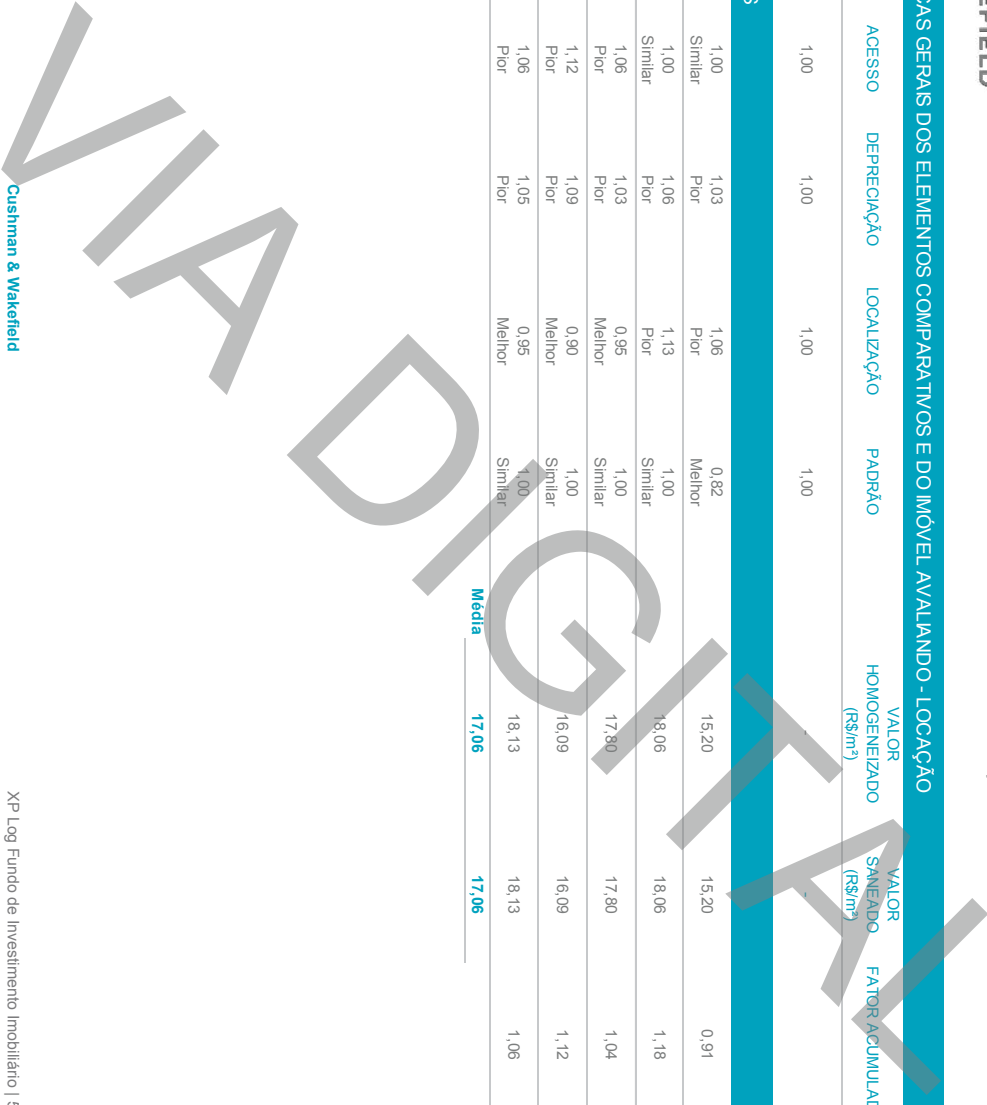 EFIELD
CAS GERAIS DOS ELEMENTOS COMPARATIVOS E DO IMÓVEL AVALIANDO - LOCAÇÃO
ACESSO DEPRECIAÇÃO LOCALIZAÇÃO PADRÃO VALOR HOMOGENEIZADO (R$/m²) VALOR SANEADO (R$/m²) FATOR ACUMULAD
1,00 1,00 1,00 1,00 - -
S
1,00 1,03 1,06 0,82 15,20 15,20 0,91
Similar Pior Pior Melhor
1,00 1,06 1,13 1,00 18,06 18,06 1,18
Similar Pior Pior Similar
1,06 1,03 0,95 1,00 17,80 17,80 1,04
Pior Pior Melhor Similar
1,12 1,09 0,90 1,00 16,09 16,09 1,12
Pior Pior Melhor Similar
1,06 1,05 0,95 1,00 18,13 18,13 1,06
Pior Pior Melhor Similar
Média 17,06 17,06
Cushman & Wakefield
XP Log Fundo de Investimento Imobiliário |
VIA DIGITAL